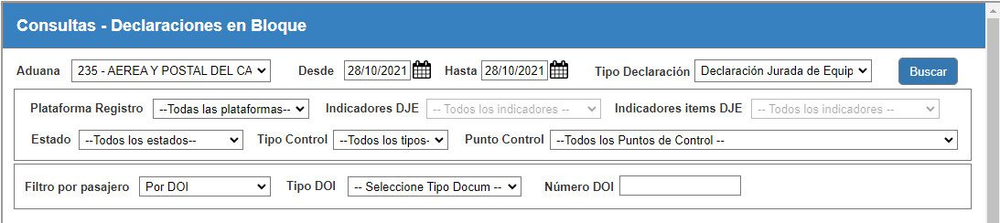 Consultas - Declaraciones en Bloque
Aduana 235 - AEREA Y POSTAL DEL CA Desde 28/10/2021 Hasta 28/10/2021 Tipo Declaración Declaración Jurada de Equip Buscar
Plataforma Registro --Todas las plataformas-- Indicadores DJE -- Todos los indicadores -- Indicadores items DJE -- Todos los indicadores --
Estado --Todos los estados-- Tipo Control --Todos los tipos- Punto Control --Todos los Puntos de Control --
Filtro por pasajero Por DOI Tipo DOI -- Seleccione Tipo Docum -- Número DOI